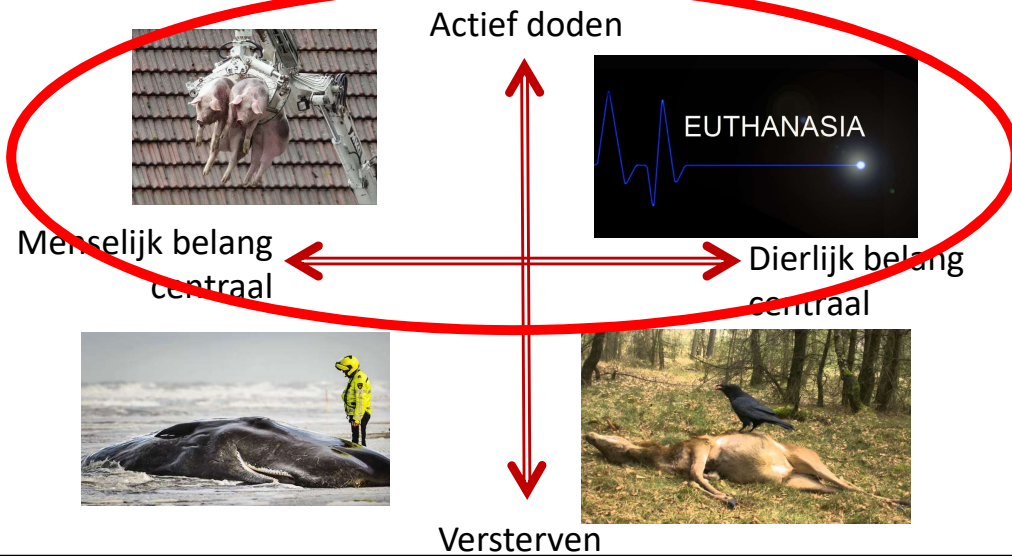 Actief doden
EUTHANASIA
Menselijk belang
centraal
Dierlijk belang
centraal
Versterven